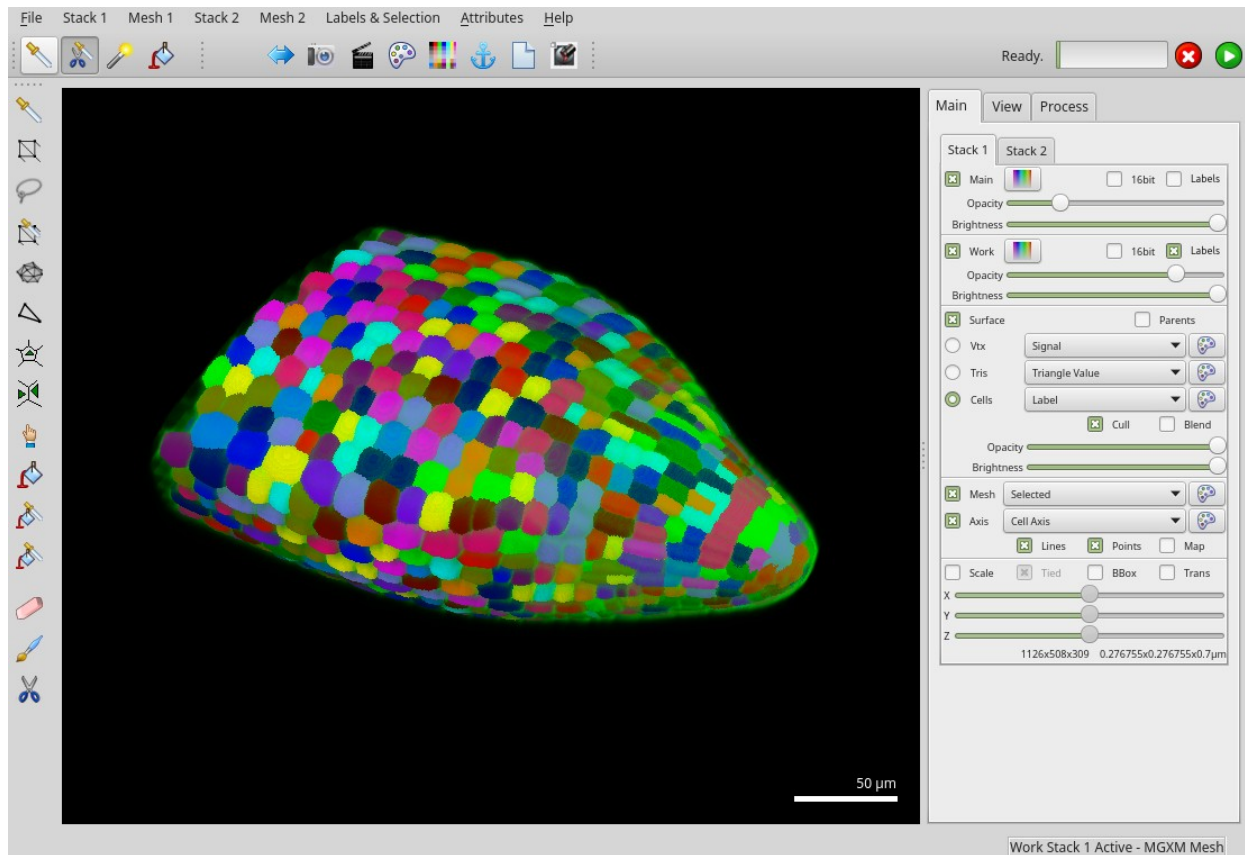 File Stack 1 Mesh 1 Stack 2 Mesh 2 Labels & Selection Attributes Help
Ready.
Main View Process
Stack 1 Stack 2
Main 16bit Labels
Opacity
Brightness
Work 16bit Labels
Opacity
Brightness
Surface Parents
Vtx Signal
Tris Triangle Value
Cells Label
Cull Blend
Opacity
Brightness
Mesh Selected
Axis Cell Axis
Lines Points Map
Scale Tied BBox Trans
X
Y
Z
1126x508x309 0.276755x0.276755x0.7µm
50 µm
Work Stack 1 Active - MGXM Mesh